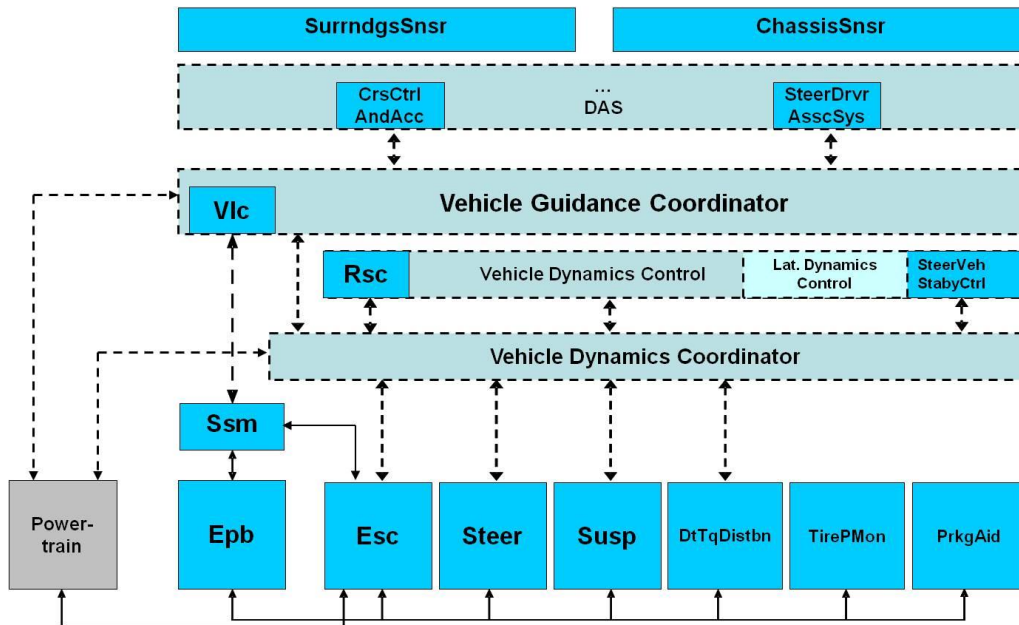 SurrndgsSnsr
ChassisSnsr
CrsCtrl
AndAcc
...
DAS
SteerDrvr
AsscSys
Vlc
Vehicle Guidance Coordinator
Rsc
Vehicle Dynamics Control
Lat. Dynamics
Control
SteerVeh
StabyCtrl
Vehicle Dynamics Coordinator
Ssm
Power-
train
Epb
Esc
Steer
Susp
DtTqDistbn
TirePMon
PrkgAid